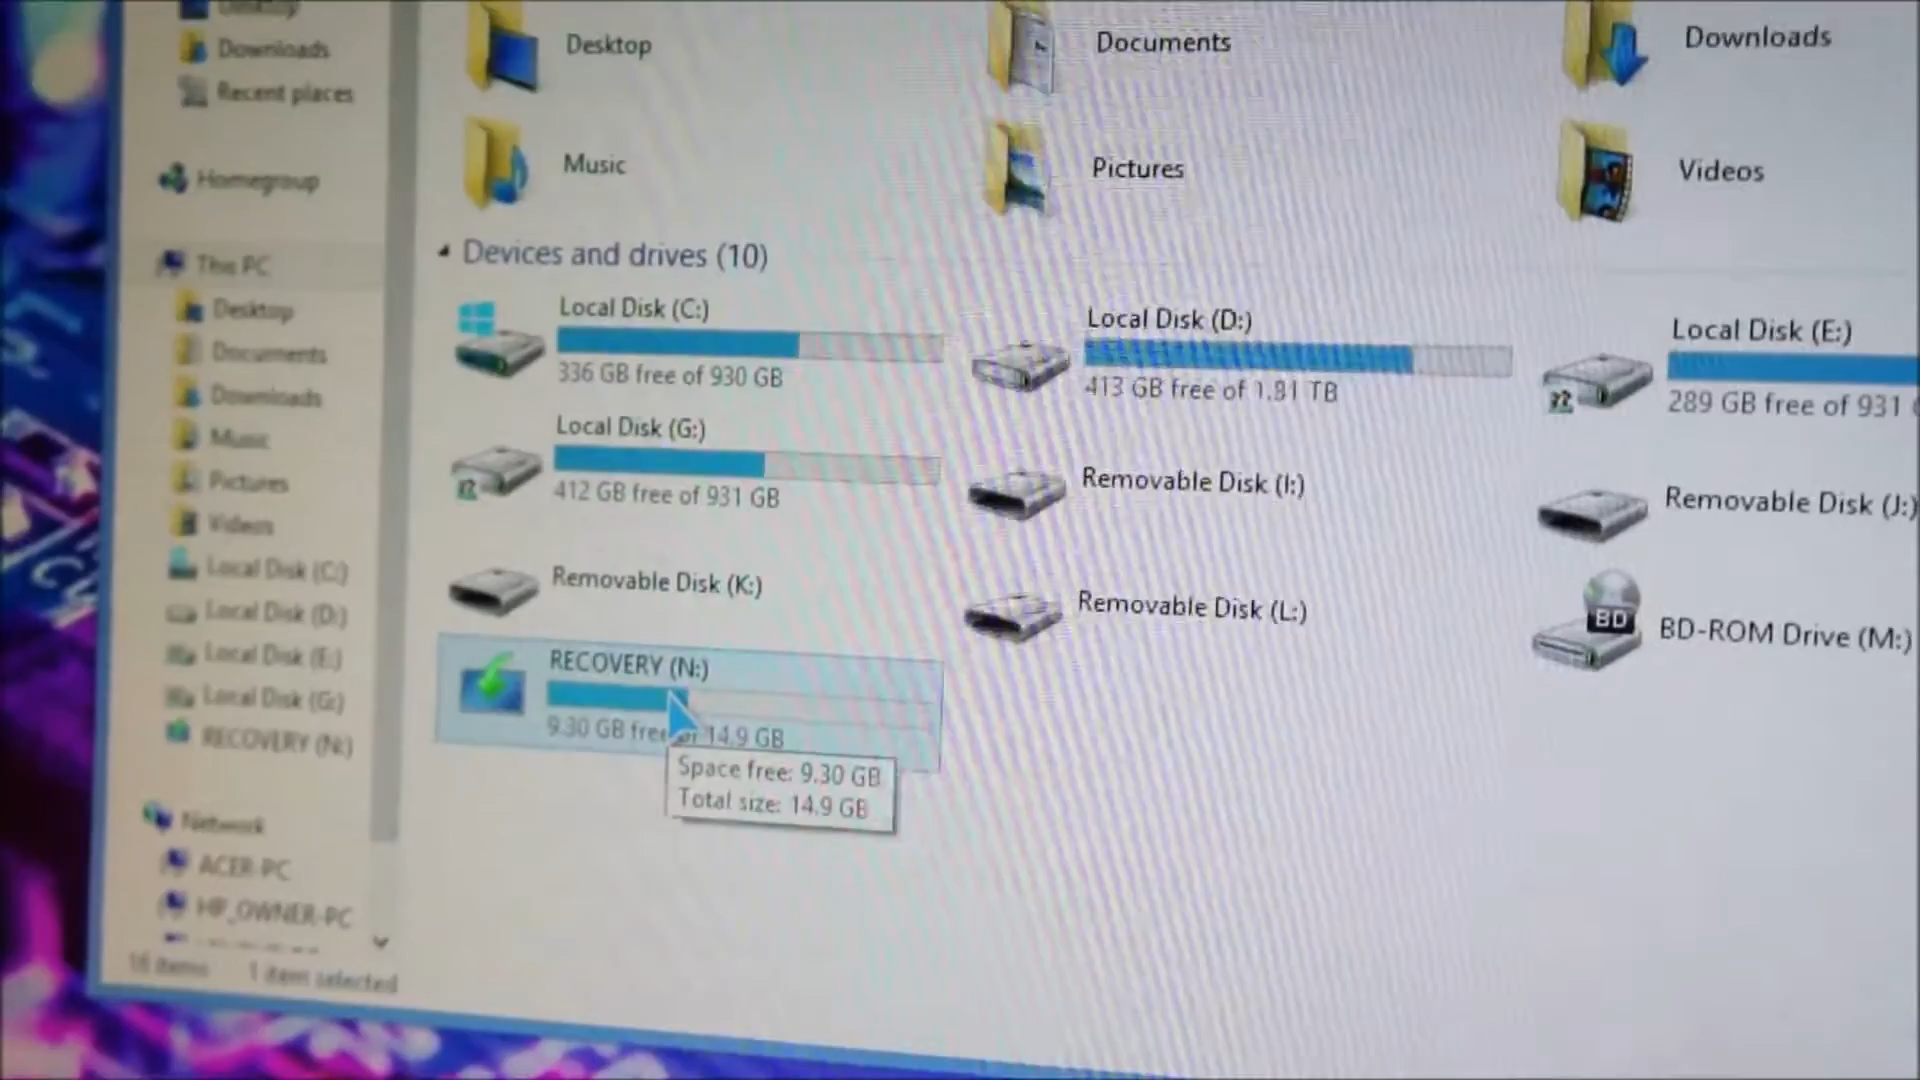 Desktop
Downloads
Recent places
Homegroup
This PC
Desktop
Documents
Downloads
Music
Pictures
Videos
Local Disk (C:)
Local Disk (D:)
Local Disk (E:)
Local Disk (G:)
RECOVERY (N:)
Network
ACER-PC
HP_OWNER-PC
16 items 1 item selected
Desktop
Documents
Downloads
Music
Pictures
Videos
Devices and drives (10)
Local Disk (C:)
336 GB free of 930 GB
Local Disk (D:)
413 GB free of 1.81 TB
Local Disk (E:)
289 GB free of 931
Local Disk (G:)
412 GB free of 931 GB
Removable Disk (I:)
Removable Disk (J:)
Removable Disk (K:)
Removable Disk (L:)
BD
BD-ROM Drive (M:)
RECOVERY (N:)
9.30 GB free of 14.9 GB
Space free: 9.30 GB
Total size: 14.9 GB